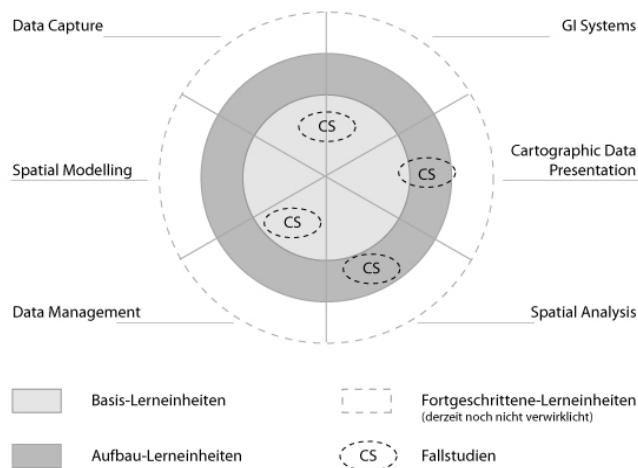 Data Capture
GI Systems
CS
Spatial Modelling
Cartographic Data
Presentation
CS
CS
CS
Data Management
Spatial Analysis
Basis-Lerneinheiten
Fortgeschrittene-Lerneinheiten
(derzeit noch nicht verwirklicht)
Aufbau-Lerneinheiten
CS
Fallstudien